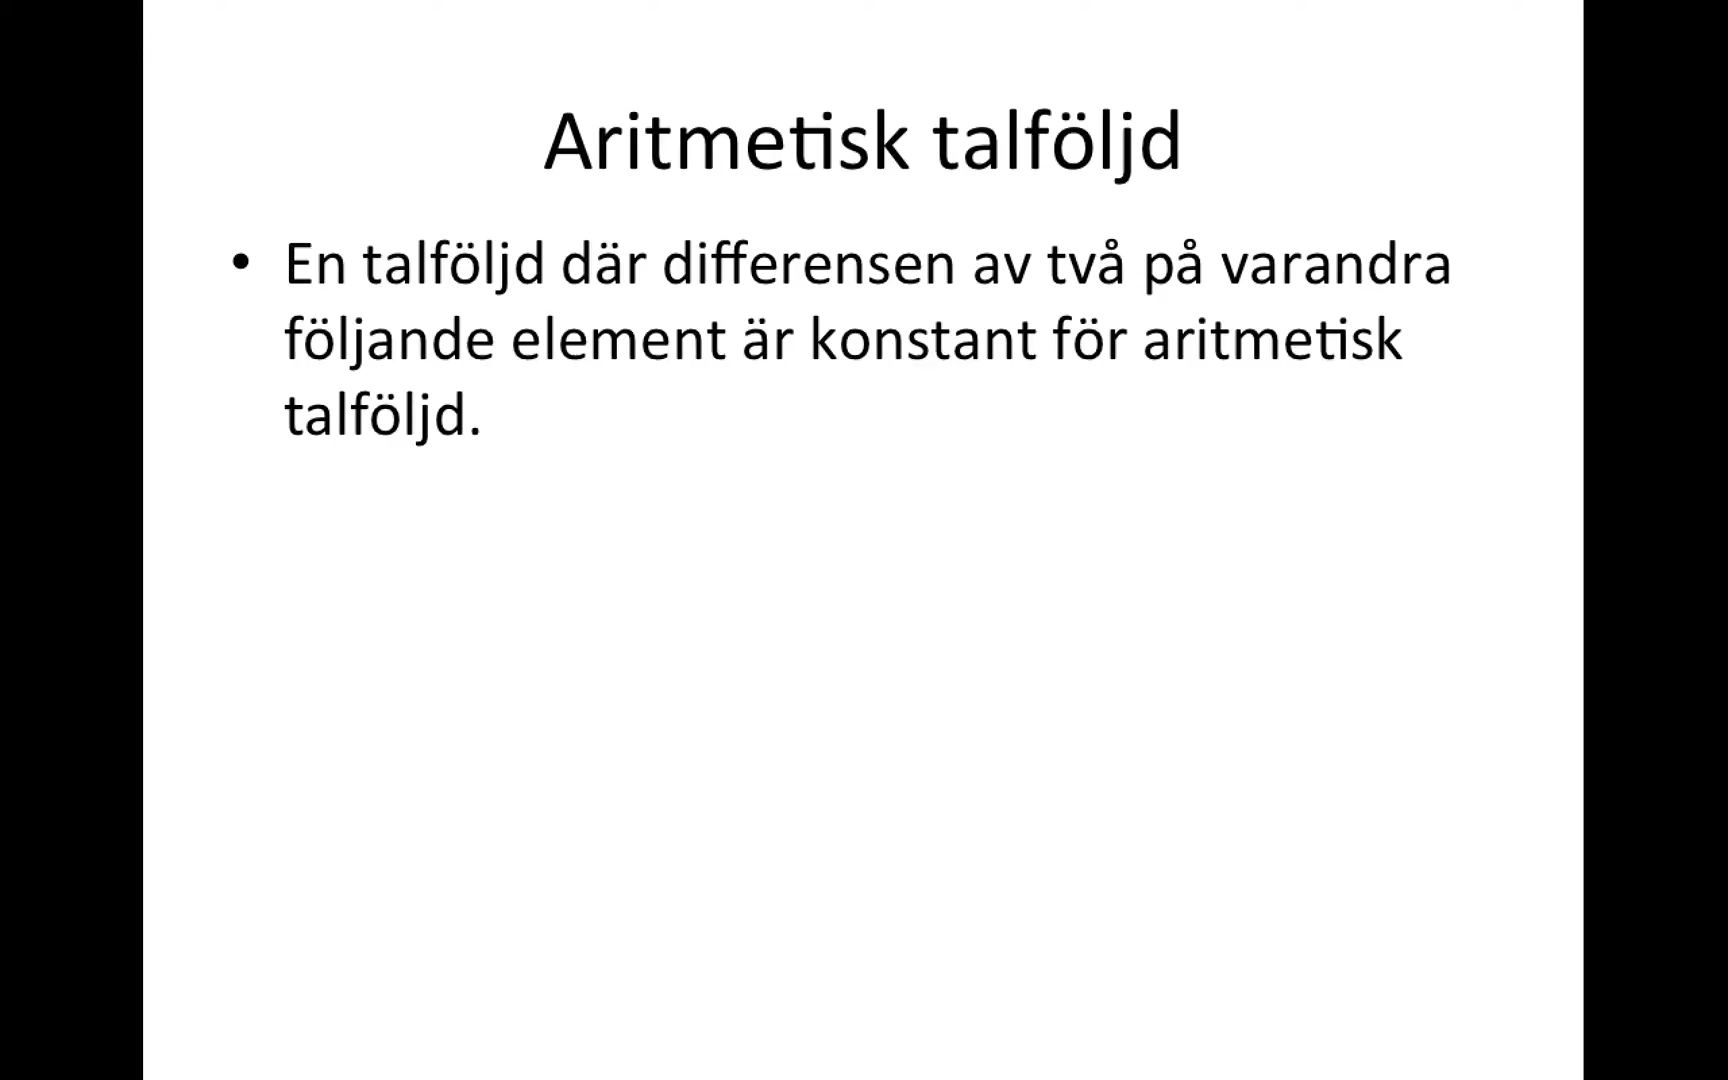 Aritmetisk talföljd
• En talföljd där differensen av två på varandra
följande element är konstant för aritmetisk
talföljd.